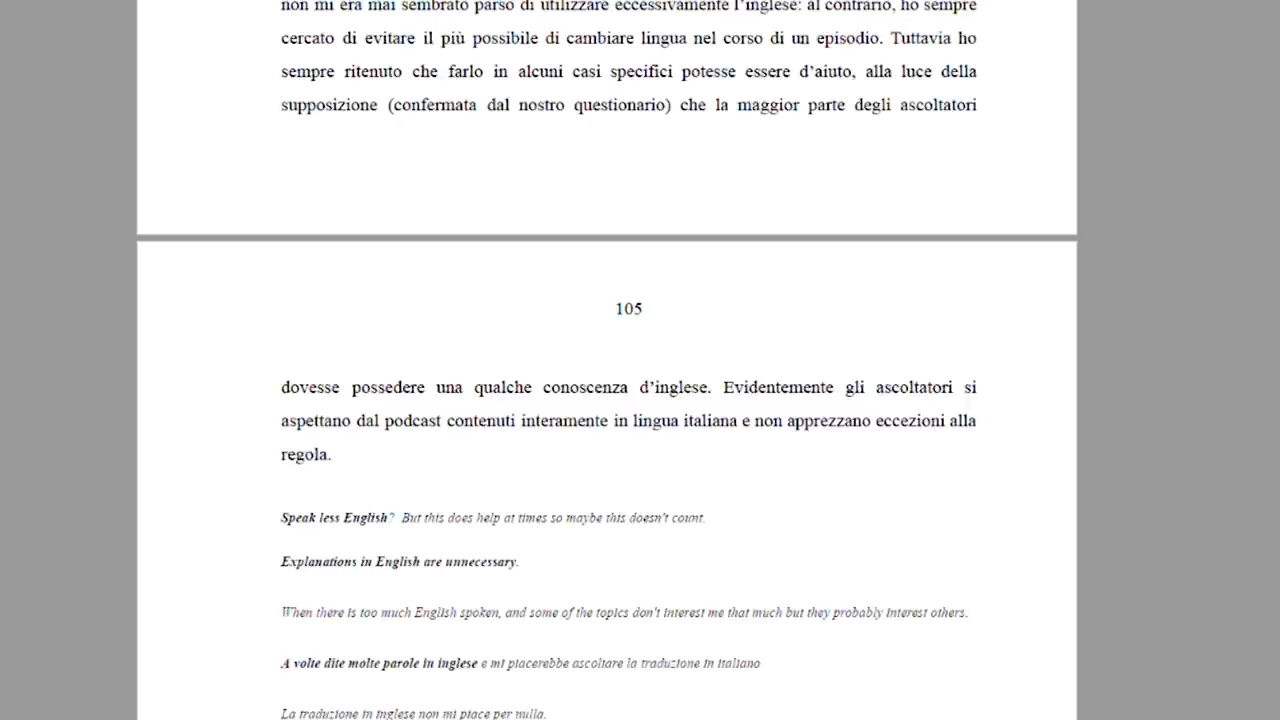 non mi era mai sembrato parso di utilizzare eccessivamente l'inglese: al contrario, ho sempre
cercato di evitare il più possibile di cambiare lingua nel corso di un episodio. Tuttavia ho
sempre ritenuto che farlo in alcuni casi specifici potesse essere d'aiuto, alla luce della
supposizione (confermata dal nostro questionario) che la maggior parte degli ascoltatori
105
dovesse possedere una qualche conoscenza d'inglese. Evidentemente gli ascoltatori si
aspettano dal podcast contenuti interamente in lingua italiana e non apprezzano eccezioni alla
regola.
Speak less English? But this does help at times so maybe this doesn't count.
Explanations in English are unnecessary.
When there is too much English spoken, and some of the topics don't interest me that much but they probably interest others.
A volte dite molte parole in inglese e mi piacerebbe ascoltare la traduzione in italiano
La traduzione in inglese non mi piace per nulla.